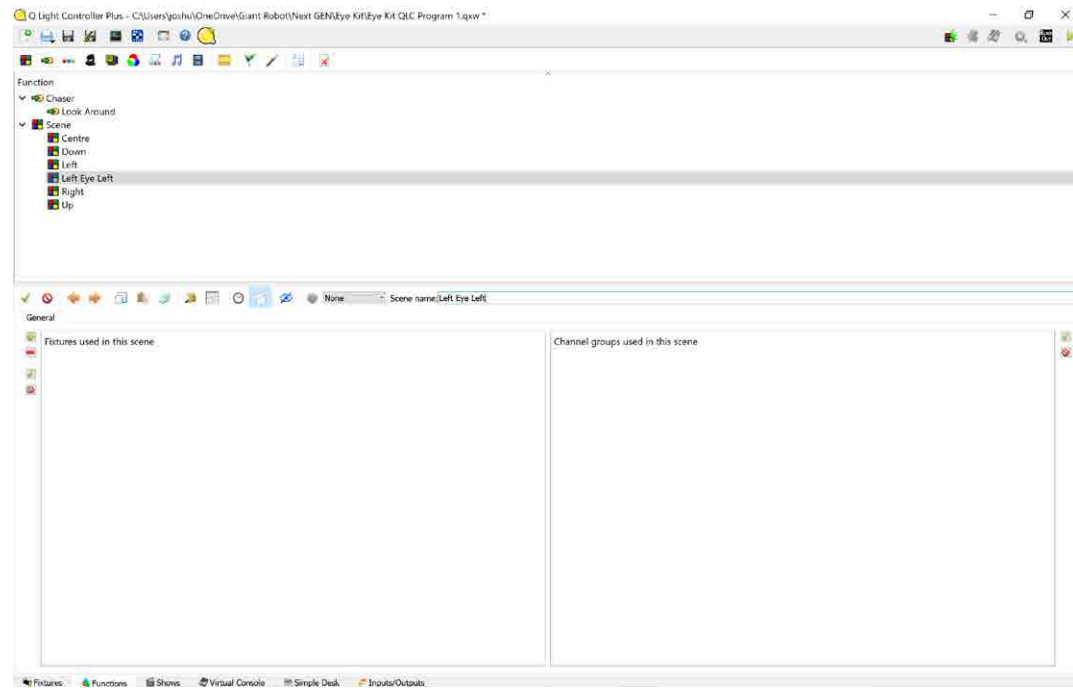 Q Light Controller Plus - C:\Users\joshu\OneDrive\Giant Robot\Next GEN\Eye Kit\Eye Kit QLC Program 1.qxw *
Function
Chaser
Look Around
Scene
Centre
Down
Left
Left Eye Left
Right
Up
None Scene name: Left Eye Left
General
Fixtures used in this scene Channel groups used in this scene
Fixtures Functions Shows Virtual Console Simple Desk Inputs/Outputs